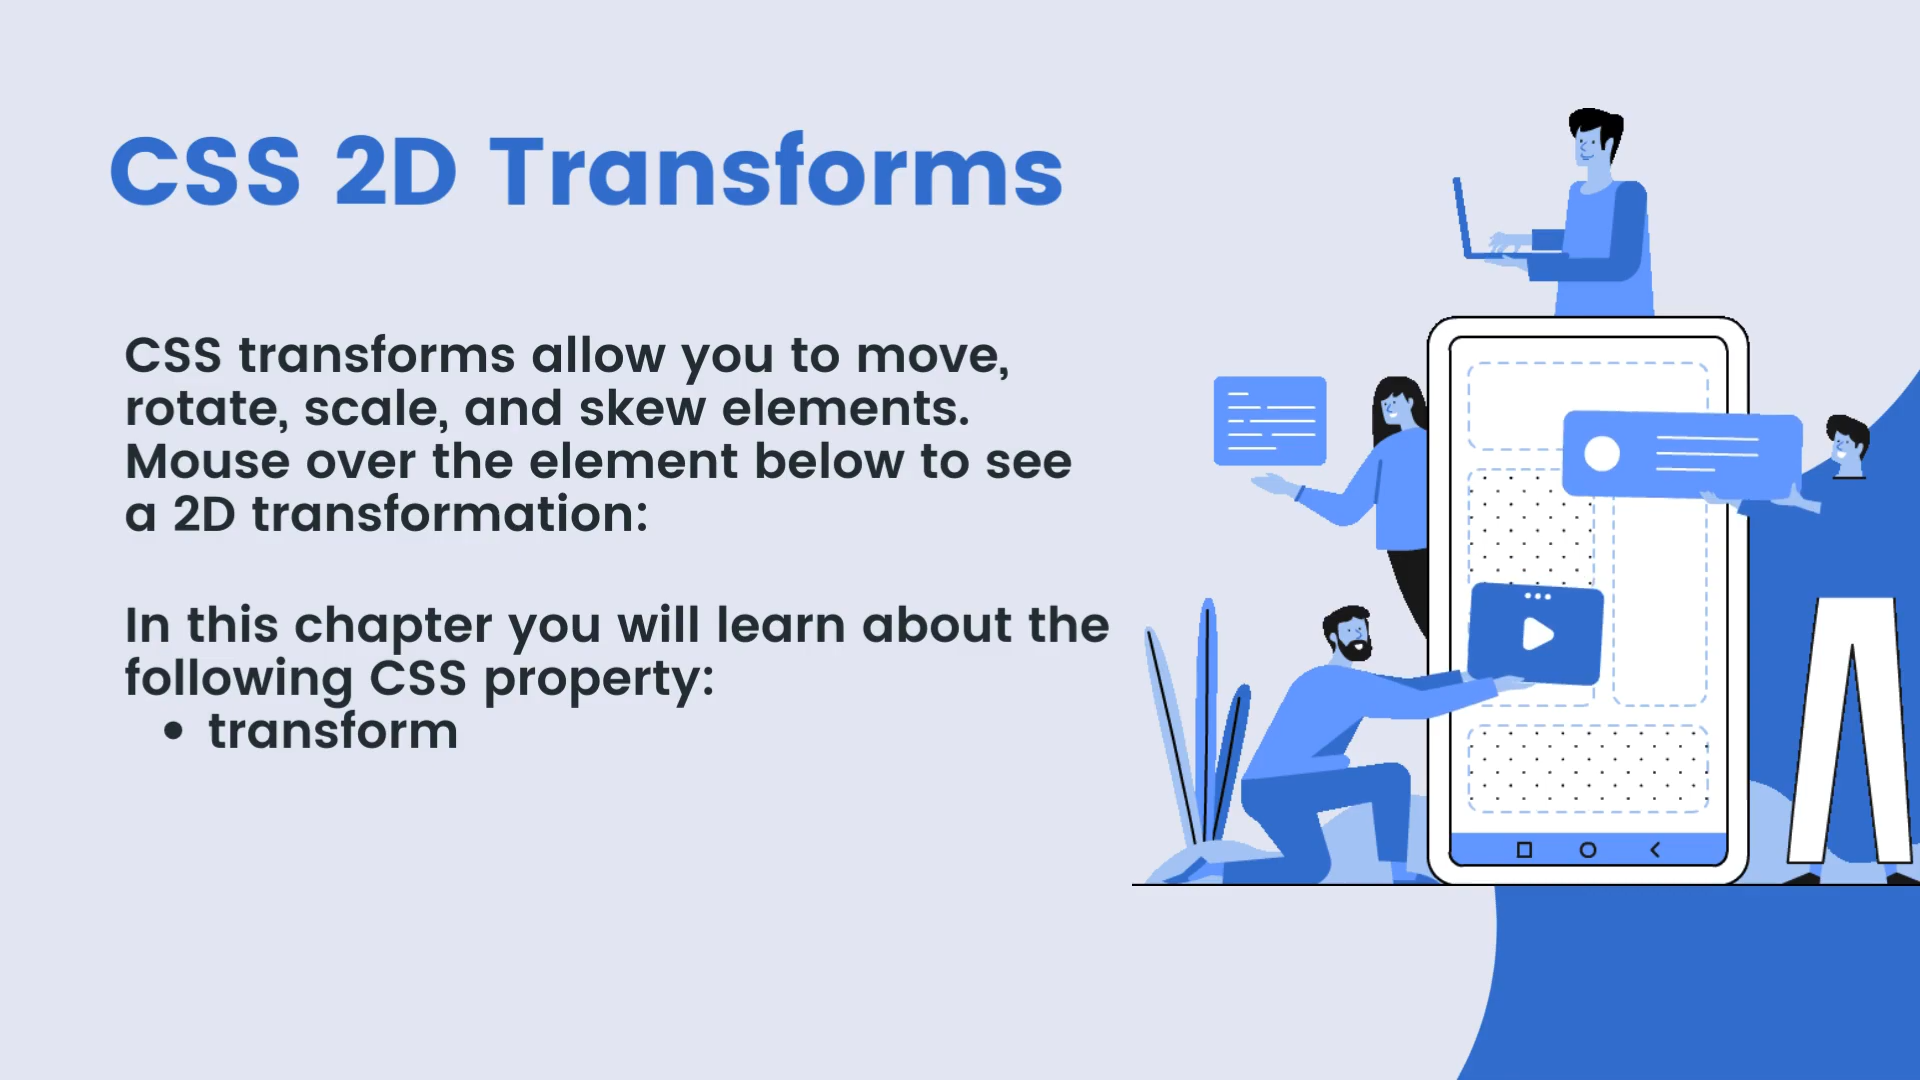 CSS 2D Transforms
CSS transforms allow you to move,
rotate, scale, and skew elements.
Mouse over the element below to see
a 2D transformation:
In this chapter you will learn about the
following CSS property:
• transform